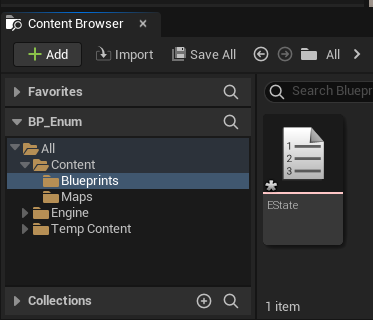 Content Browser
Add
Import
Save All
All
Favorites
BP_Enum
All
Content
Blueprints
Maps
Engine
Temp Content
Collections
Search Bluepr
1
2
3
EState
1 item